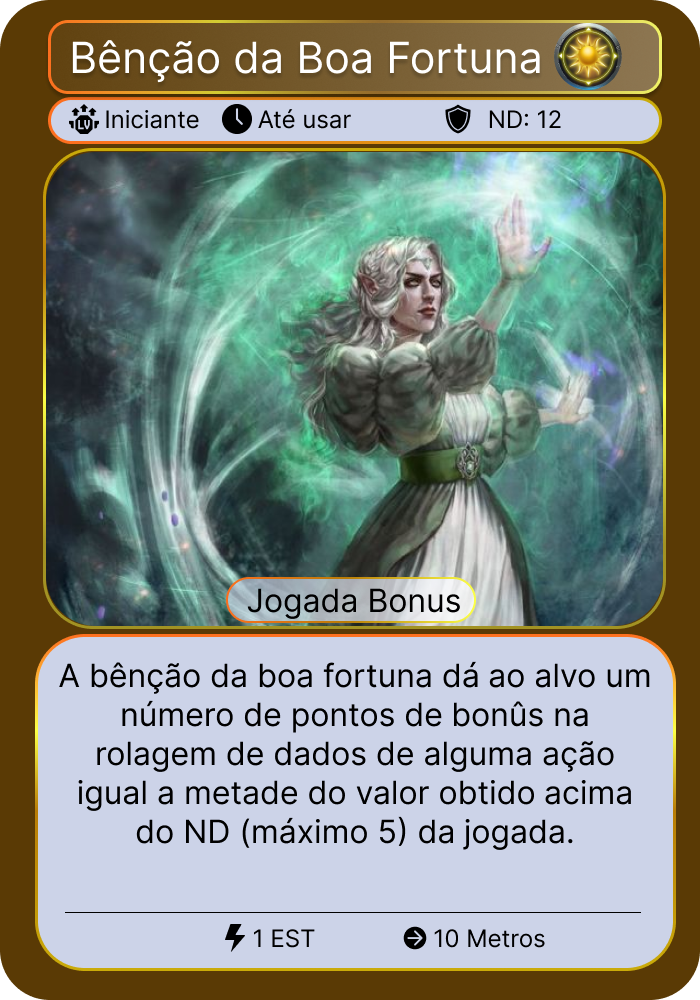 Bênção da Boa Fortuna
LV Iniciante Até usar ND: 12
Jogada Bonus
A bênção da boa fortuna dá ao alvo um
número de pontos de bonûs na
rolagem de dados de alguma ação
igual a metade do valor obtido acima
do ND (máximo 5) da jogada.
1 EST 10 Metros